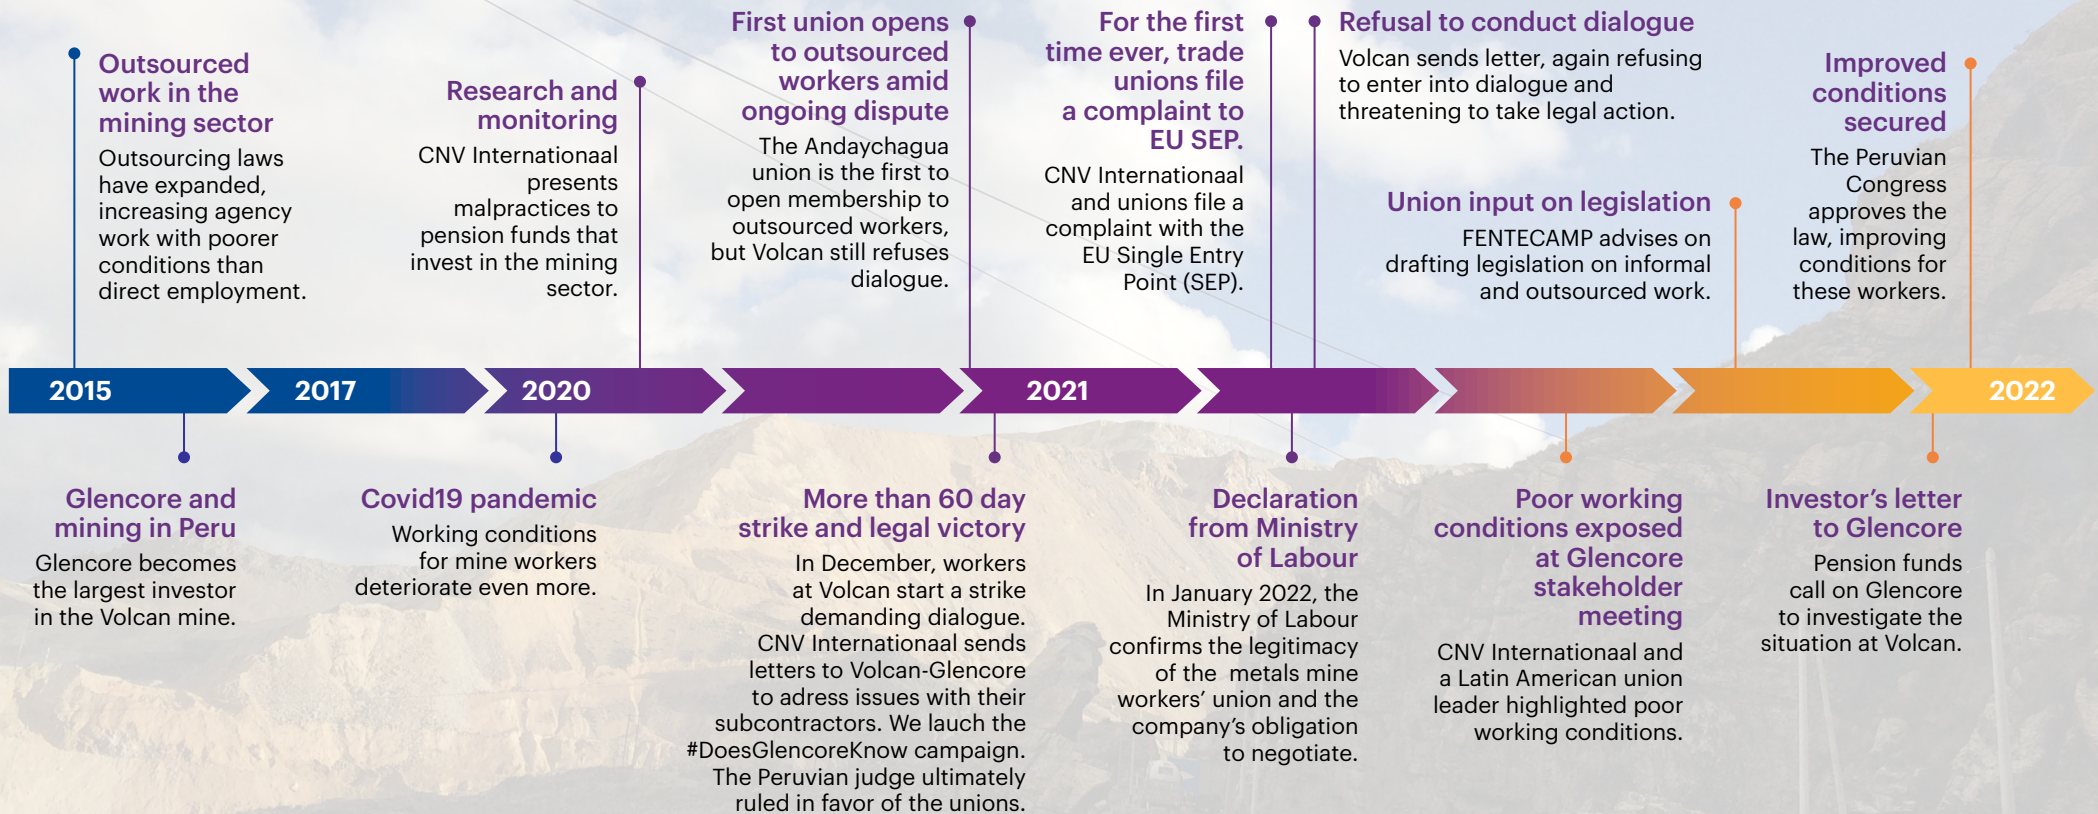 Outsourced
work in the
mining sector
Outsourcing laws
have expanded,
increasing agency
work with poorer
conditions than
direct employment.
Research and
monitoring
CNV Internationaal
presents
malpractices to
pension funds that
invest in the mining
sector.
First union opens
to outsourced
workers amid
ongoing dispute
The Andaychagua
union is the first to
open membership to
outsourced workers,
but Volcan still refuses
dialogue.
For the first
time ever, trade
unions file
a complaint to
EU SEP.
CNV Internationaal
and unions file a
complaint with the
EU Single Entry
Point (SEP).
Refusal to conduct dialogue
Volcan sends letter, again refusing
to enter into dialogue and
threatening to take legal action.
Union input on legislation
FENTECAMP advises on
drafting legislation on informal
and outsourced work.
Improved
conditions
secured
The Peruvian
Congress
approves the
law, improving
conditions for
these workers.
2015
2017
2020
2021
2022
Glencore and
mining in Peru
Glencore becomes
the largest investor
in the Volcan mine.
Covid19 pandemic
Working conditions
for mine workers
deteriorate even more.
More than 60 day
strike and legal victory
In December, workers
at Volcan start a strike
demanding dialogue.
CNV Internationaal sends
letters to Volcan-Glencore
to adress issues with their
subcontractors. We lauch the
#DoesGlencoreKnow campaign.
The Peruvian judge ultimately
ruled in favor of the unions.
Declaration
from Ministry
of Labour
In January 2022, the
Ministry of Labour
confirms the legitimacy
of the metals mine
workers' union and the
company's obligation
to negotiate.
Poor working
conditions exposed
at Glencore
stakeholder
meeting
CNV Internationaal and
a Latin American union
leader highlighted poor
working conditions.
Investor's letter
to Glencore
Pension funds
call on Glencore
to investigate the
situation at Volcan.